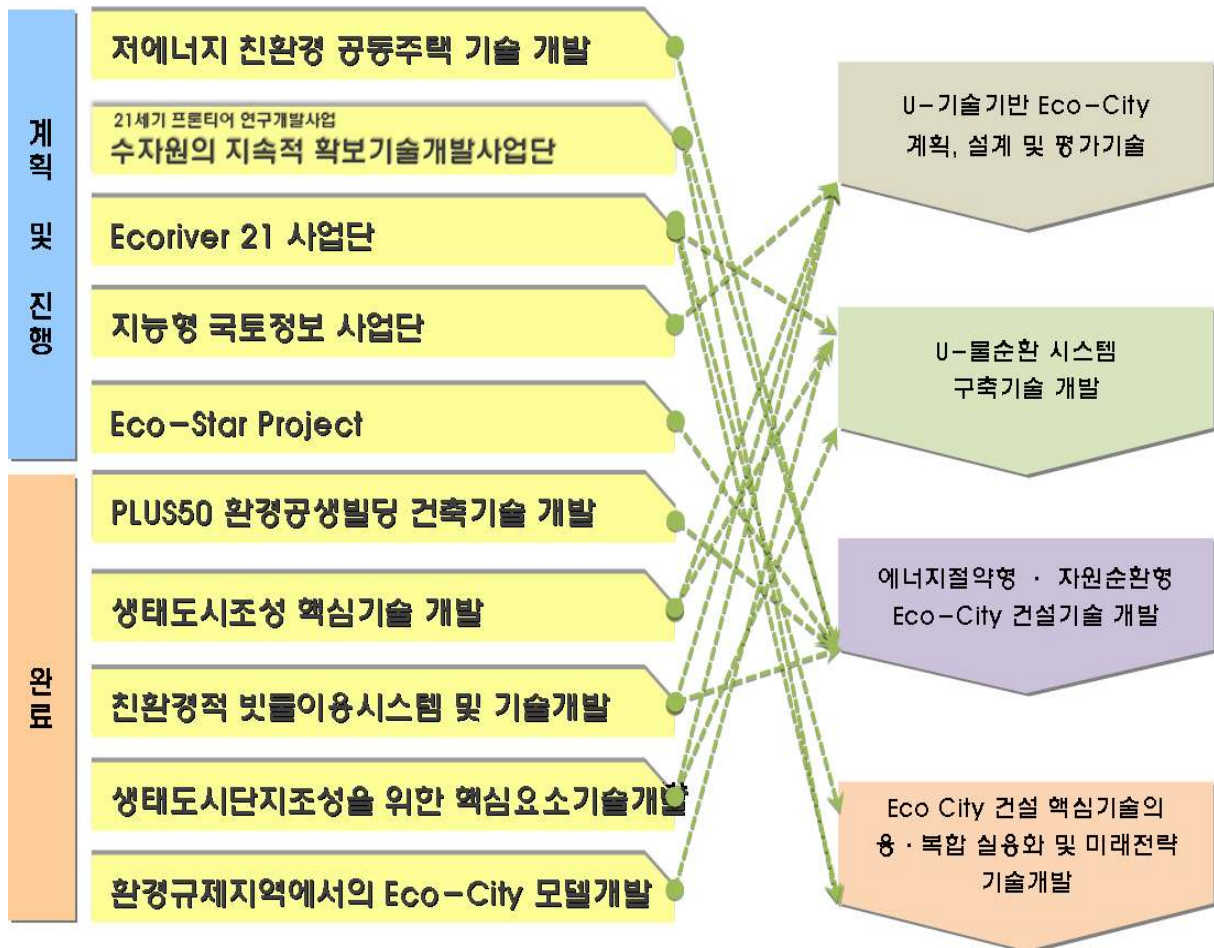 계획 및 진행
저에너지 친환경 공동주택 기술 개발
21세기 프론티어 연구개발사업
수자원의 지속적 확보기술개발사업단
Ecoriver 21 사업단
지능형 국토정보 사업단
Eco-Star Project
완료
PLUS50 환경공생빌딩 건축기술 개발
생태도시조성 핵심기술 개발
친환경적 빗물이용시스템 및 기술개발
생태도시단지조성을 위한 핵심요소기술개발
환경규제지역에서의 Eco-City 모델개발
U-기술기반 Eco-City
계획, 설계 및 평가기술
U-물순환 시스템
구축기술 개발
에너지절약형 · 자원순환형
Eco-City 건설기술 개발
Eco City 건설 핵심기술의
융 · 복합 실용화 및 미래전략
기술개발